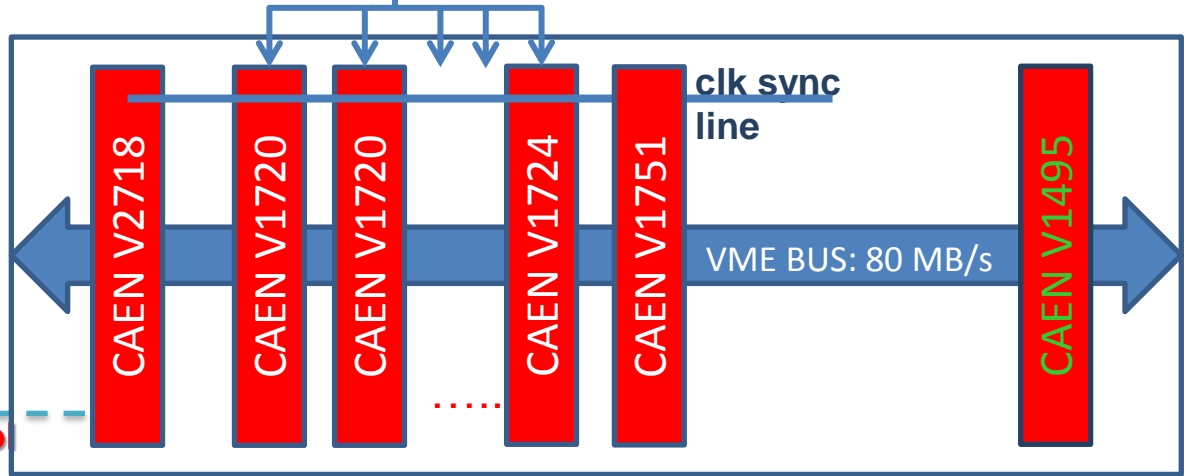 clk sync
line
CAEN V2718
CAEN V1720
CAEN V1720
CAEN V1724
CAEN V1751
VME BUS: 80 MB/s
CAEN V1495
.....